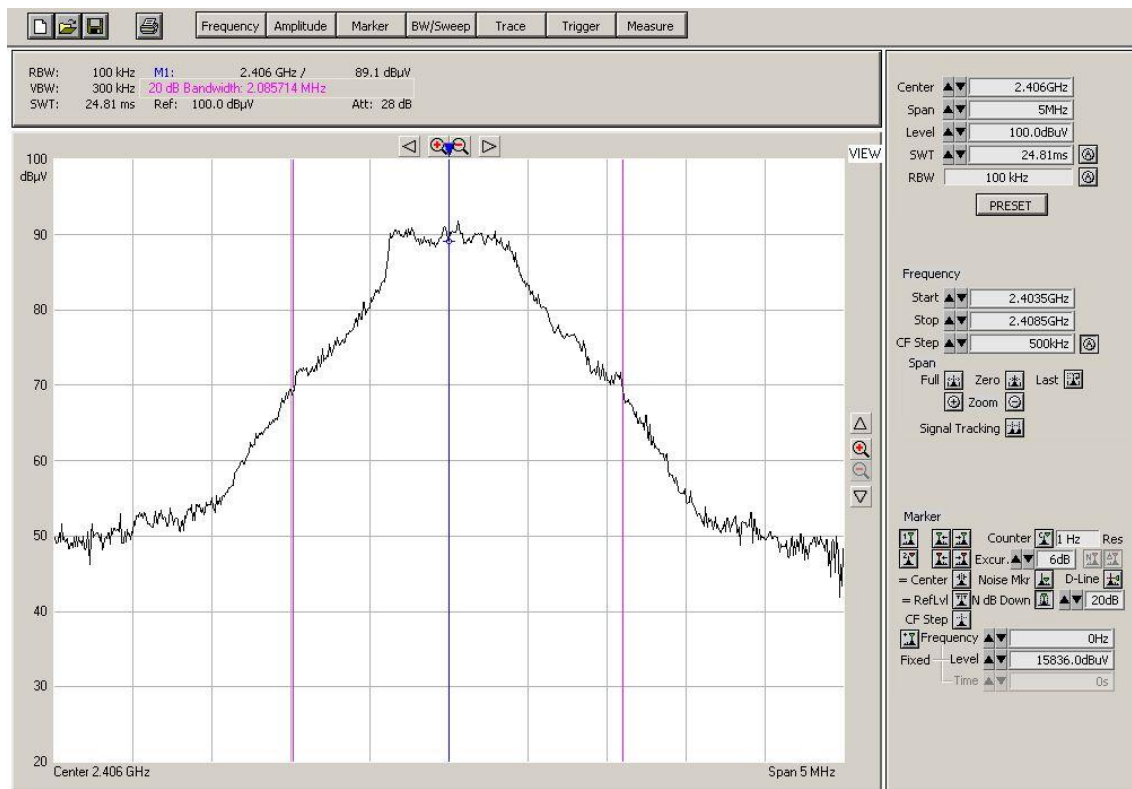 Frequency Amplitude Marker BW/Sweep Trace Trigger Measure
RBW: 100 kHz M1: 2.406 GHz / 89.1 dBµV
VBW: 300 kHz 20 dB Bandwidth: 2.085714 MHz
SWT: 24.81 ms Ref: 100.0 dBµV Att: 28 dB
VIEW
100
dBµV
90
80
70
60
50
40
30
20
Center 2.406 GHz Span 5 MHz
Center 2.406GHz
Span 5MHz
Level 100.0dBuV
SWT 24.81ms
RBW 100 kHz
PRESET
Frequency
Start 2.4035GHz
Stop 2.4085GHz
CF Step 500kHz
Span
Full Zero Last
Zoom
Signal Tracking
Marker
Counter 1 Hz Res
Excur. 6dB
= Center Noise Mkr D-Line
= RefLvl N dB Down 20dB
CF Step
Frequency 0Hz
Fixed Level 15836.0dBuV
Time 0s